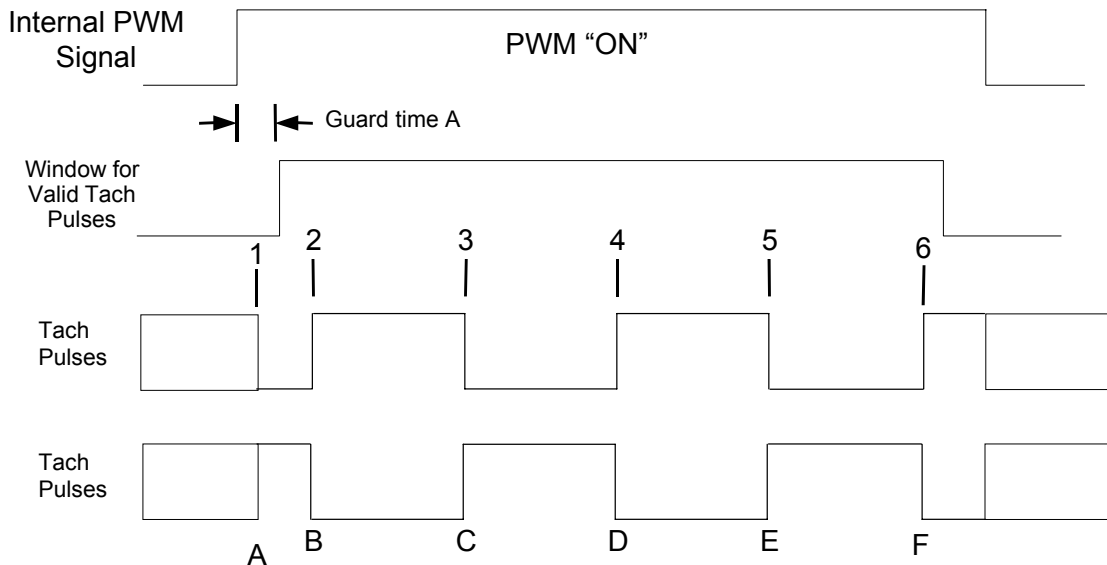 Internal PWM
Signal
PWM “ON”
Guard time A
Window for
Valid Tach
Pulses
1
2
3
4
5
6
Tach
Pulses
Tach
Pulses
A
B
C
D
E
F